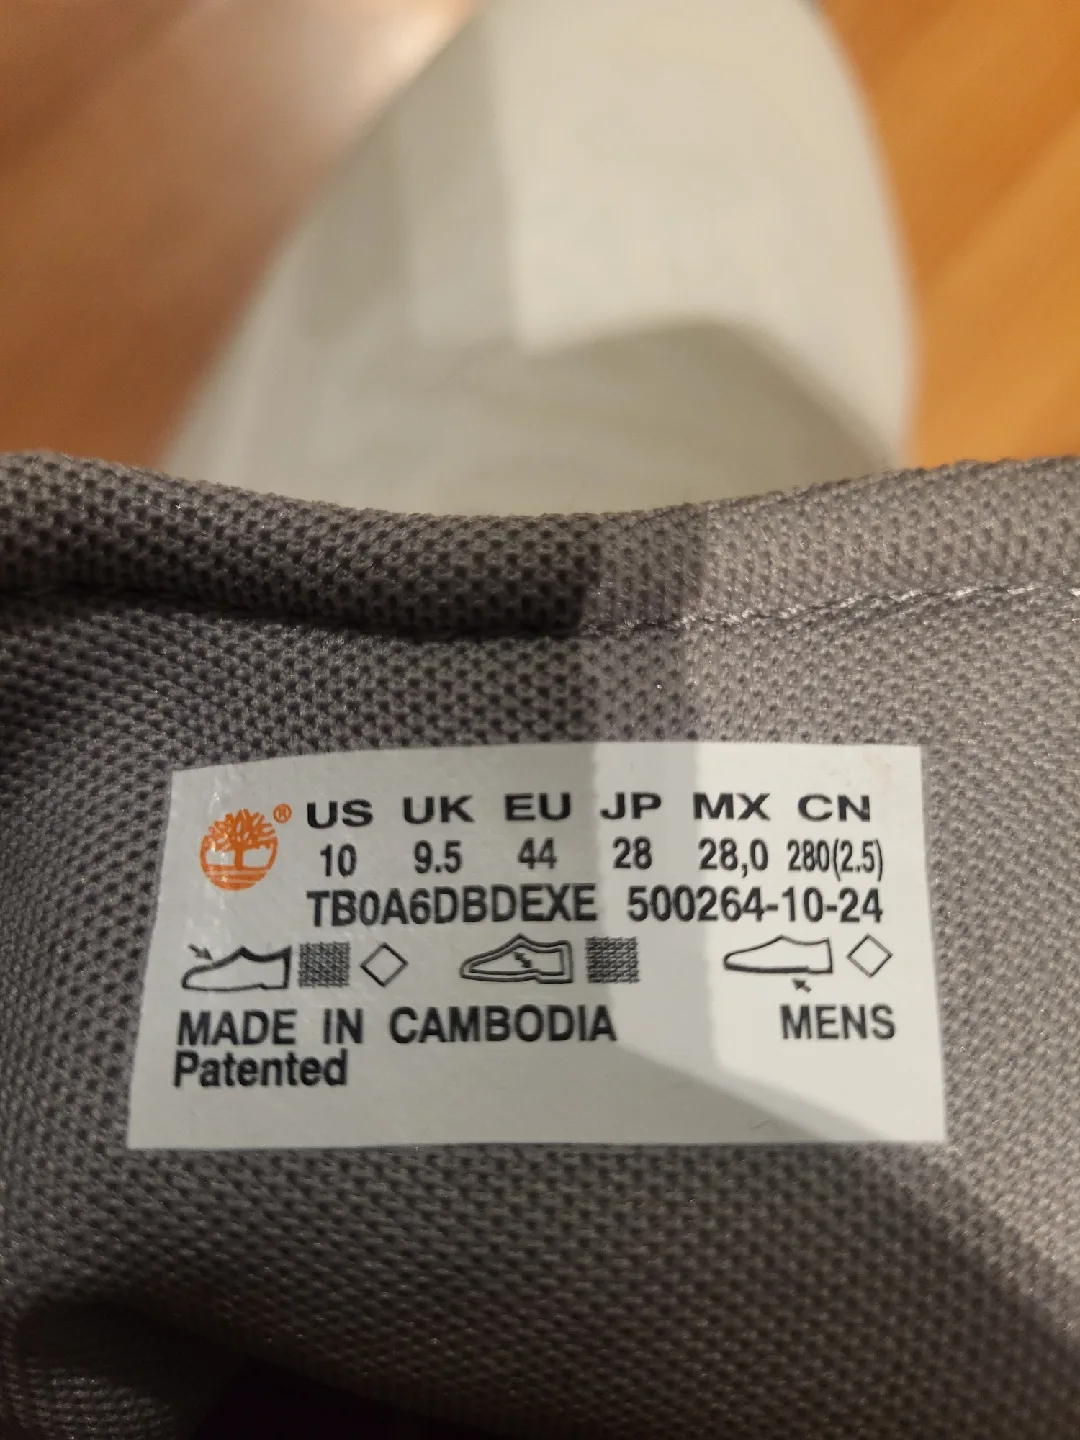 ® US UK EU JP MX CN
10 9.5 44 28 28,0 280(2.5)
TB0A6DBDEXE 500264-10-24
MADE IN CAMBODIA MENS
Patented